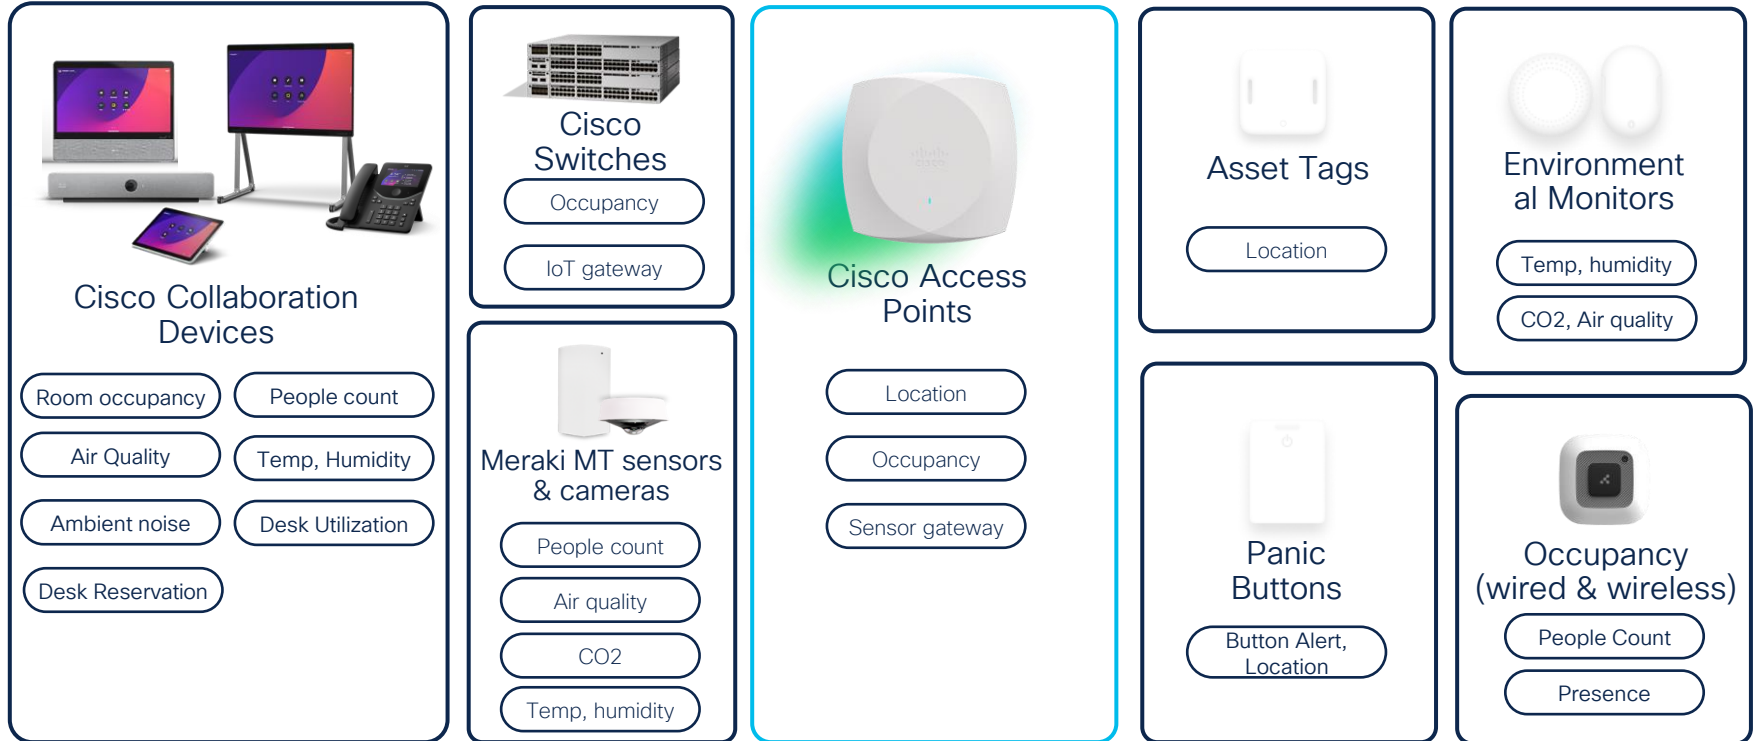 Cisco Collaboration
Devices
Room occupancy
People count
Air Quality
Temp, Humidity
Ambient noise
Desk Utilization
Desk Reservation
Cisco
Switches
Occupancy
IoT gateway
Meraki MT sensors
& cameras
People count
Air quality
CO2
Temp, humidity
Cisco Access
Points
Location
Occupancy
Sensor gateway
Asset Tags
Location
Panic
Buttons
Button Alert,
Location
Environment
al Monitors
Temp, humidity
CO2, Air quality
Occupancy
(wired & wireless)
People Count
Presence